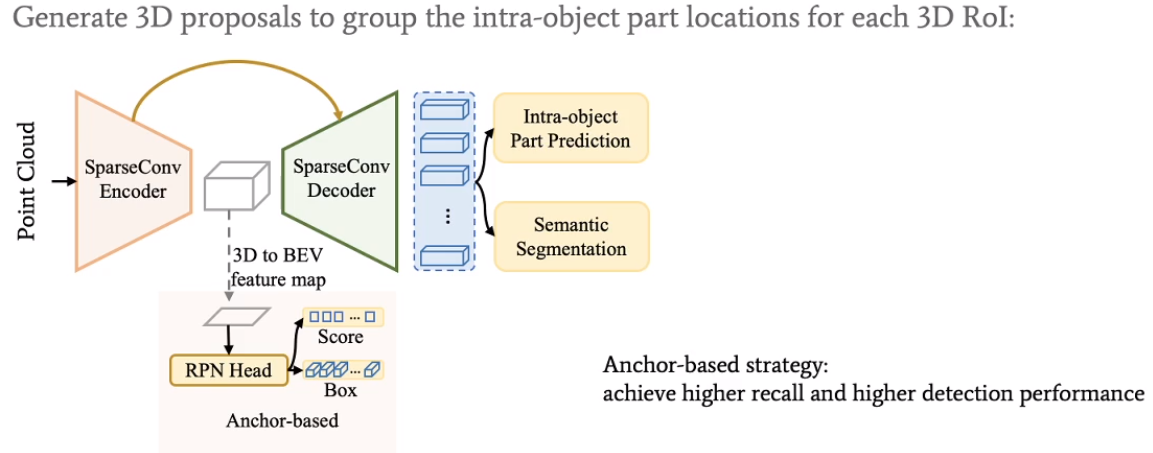 Generate 3D proposals to group the intra-object part locations for each 3D RoI:
Point Cloud
SparseConv
Encoder
SparseConv
Decoder
Intra-object
Part Prediction
Semantic
Segmentation
3D to BEV
feature map
Score
RPN Head
Box
Anchor-based
Anchor-based strategy:
achieve higher recall and higher detection performance